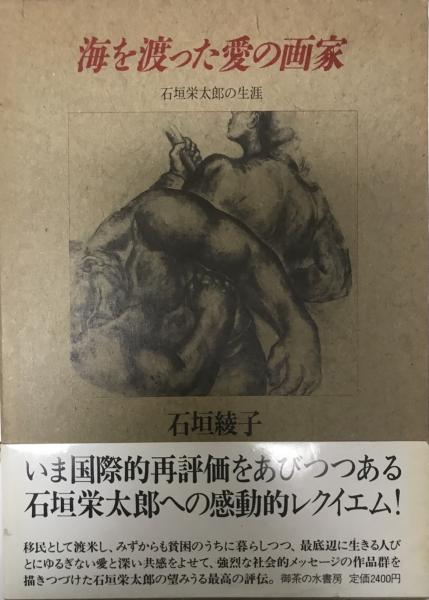 海を渡った愛の画家
石垣栄太郎の生涯
石垣綾子
いま国際的再評価をあびつつある
石垣栄太郎への感動的レクイエム!
移民として渡米し、みずからも貧困のうちに暮らしつつ、最底辺に生きる人び
とにゆるぎない愛と深い共感をよせて、強烈な社会的メッセージの作品群を
描きつづけた石垣栄太郎の望みうる最高の評伝。 御茶の水書房 定価2400円